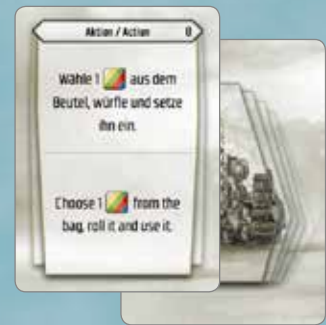 Aktion / Action 0
Wähle 1 aus dem
Beutel, würfle und setze
ihn ein.
Choose 1 from the
bag, roll it and use it.